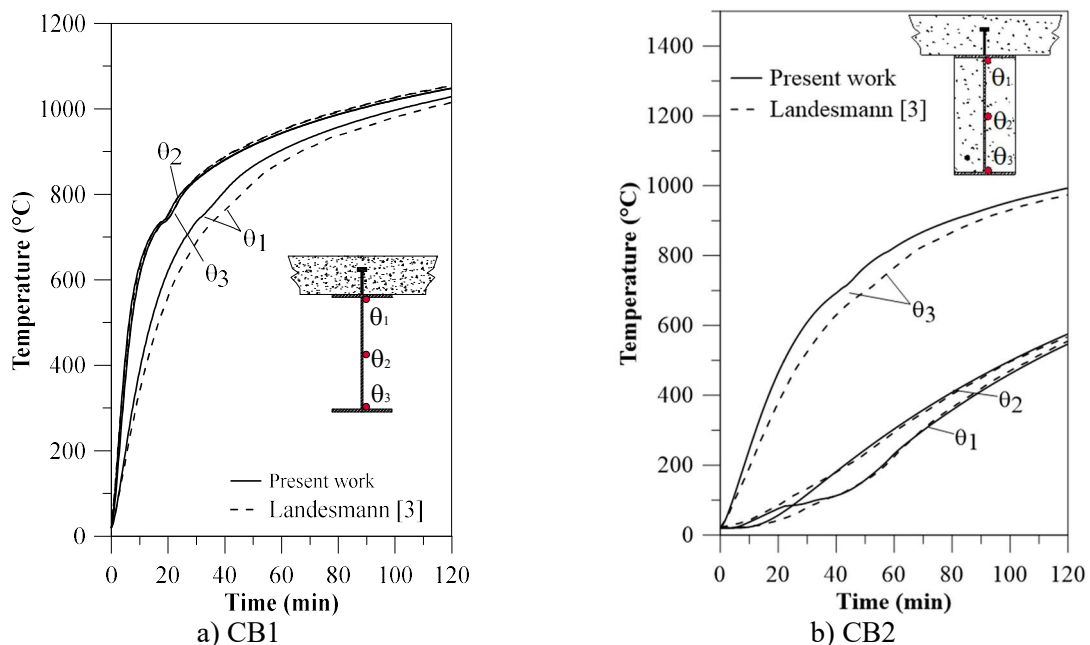 1200
1000
800
600
400
200
0
Temperature (°C)
θ2
θ1
θ3
θ1
θ2
θ3
Present work
Landesmann [3]
0 20 40 60 80 100 120
Time (min)
a) CB1
1400
1200
1000
800
600
400
200
0
Temperature (°C)
Present work
Landesmann [3]
θ1
θ2
θ3
θ3
θ2
θ1
0 20 40 60 80 100 120
Time (min)
b) CB2